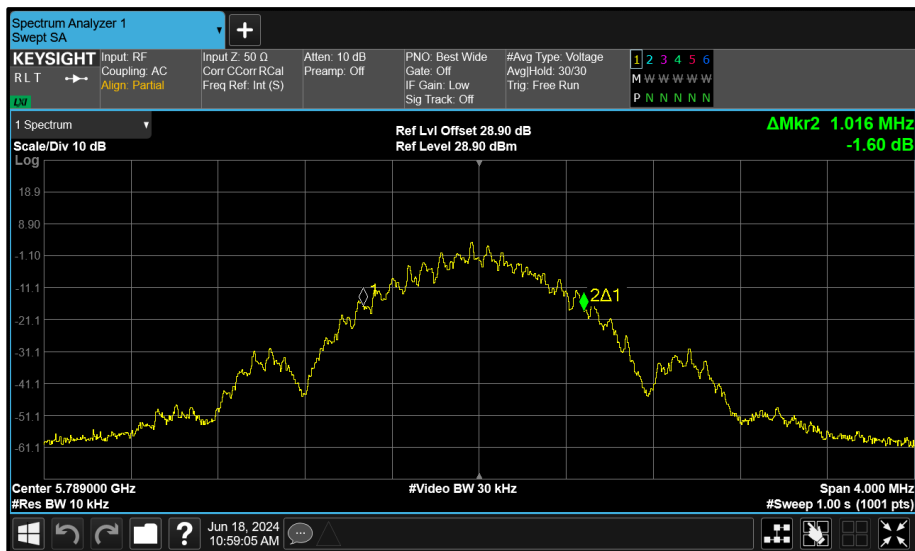 Spectrum Analyzer 1
Swept SA
KEYSIGHT
R L T
LXI
Input: RF
Coupling: AC
Align: Partial
Input Z: 50 Ω
Corr CCorr RCal
Freq Ref: Int (S)
Atten: 10 dB
Preamp: Off
PNO: Best Wide
Gate: Off
IF Gain: Low
Sig Track: Off
#Avg Type: Voltage
Avg|Hold: 30/30
Trig: Free Run
1 2 3 4 5 6
M W W W W W
P N N N N N
1 Spectrum
Scale/Div 10 dB
Ref Lvl Offset 28.90 dB
Ref Level 28.90 dBm
ΔMkr2 1.016 MHz
-1.60 dB
Log
18.9
8.90
-1.10
-11.1
-21.1
-31.1
-41.1
-51.1
-61.1
1
2Δ1
Center 5.789000 GHz
#Res BW 10 kHz
#Video BW 30 kHz
Span 4.000 MHz
#Sweep 1.00 s (1001 pts)
?
Jun 18, 2024
10:59:05 AM